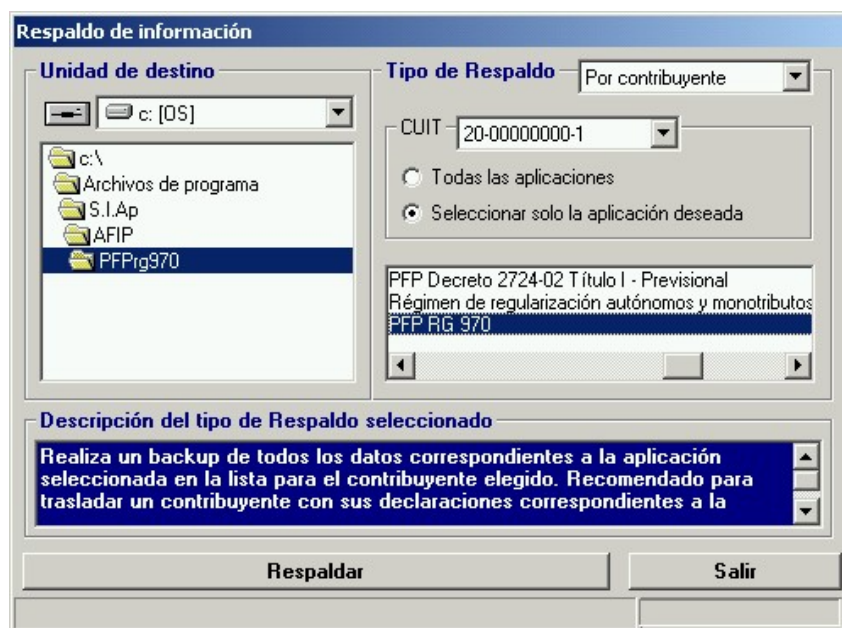 Respaldo de información
Unidad de destino
c: [OS]
c:\
Archivos de programa
S.I.Ap
AFIP
PFPrg970
Tipo de Respaldo
Por contribuyente
CUIT
20-00000000-1
Todas las aplicaciones
Seleccionar solo la aplicación deseada
PFP Decreto 2724-02 Título I - Previsional
Régimen de regularización autónomos y monotributos
PFP RG 970
Descripción del tipo de Respaldo seleccionado
Realiza un backup de todos los datos correspondientes a la aplicación
seleccionada en la lista para el contribuyente elegido. Recomendado para
trasladar un contribuyente con sus declaraciones correspondientes a la
Respaldar
Salir